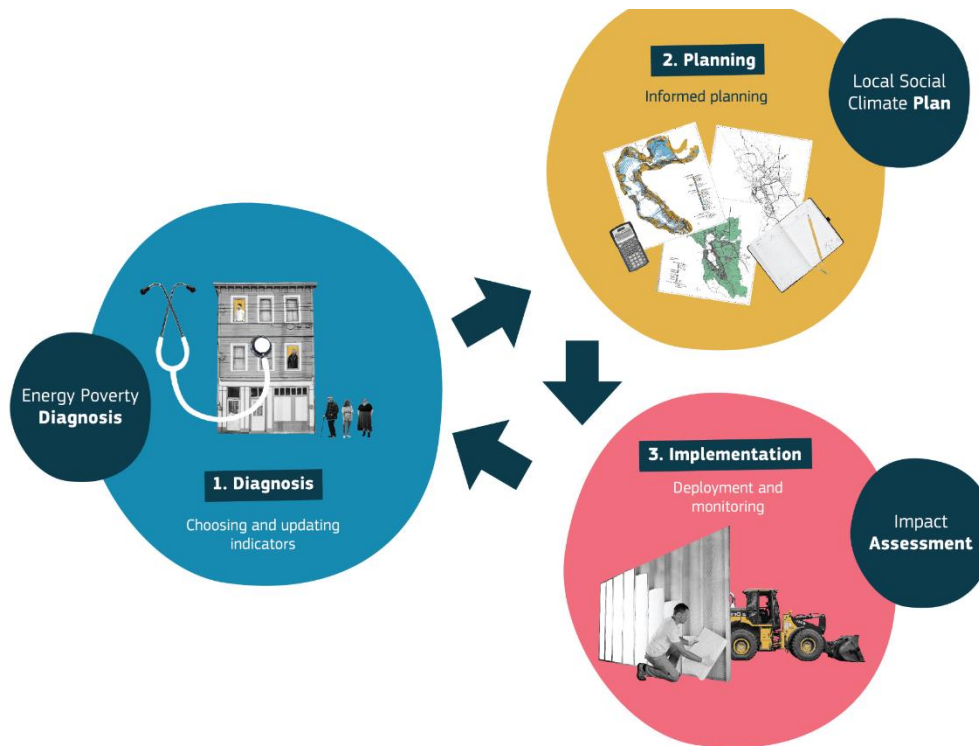 Energy Poverty
Diagnosis
1. Diagnosis
Choosing and updating
indicators
2. Planning
Informed planning
Local Social
Climate Plan
3. Implementation
Deployment and
monitoring
Impact
Assessment